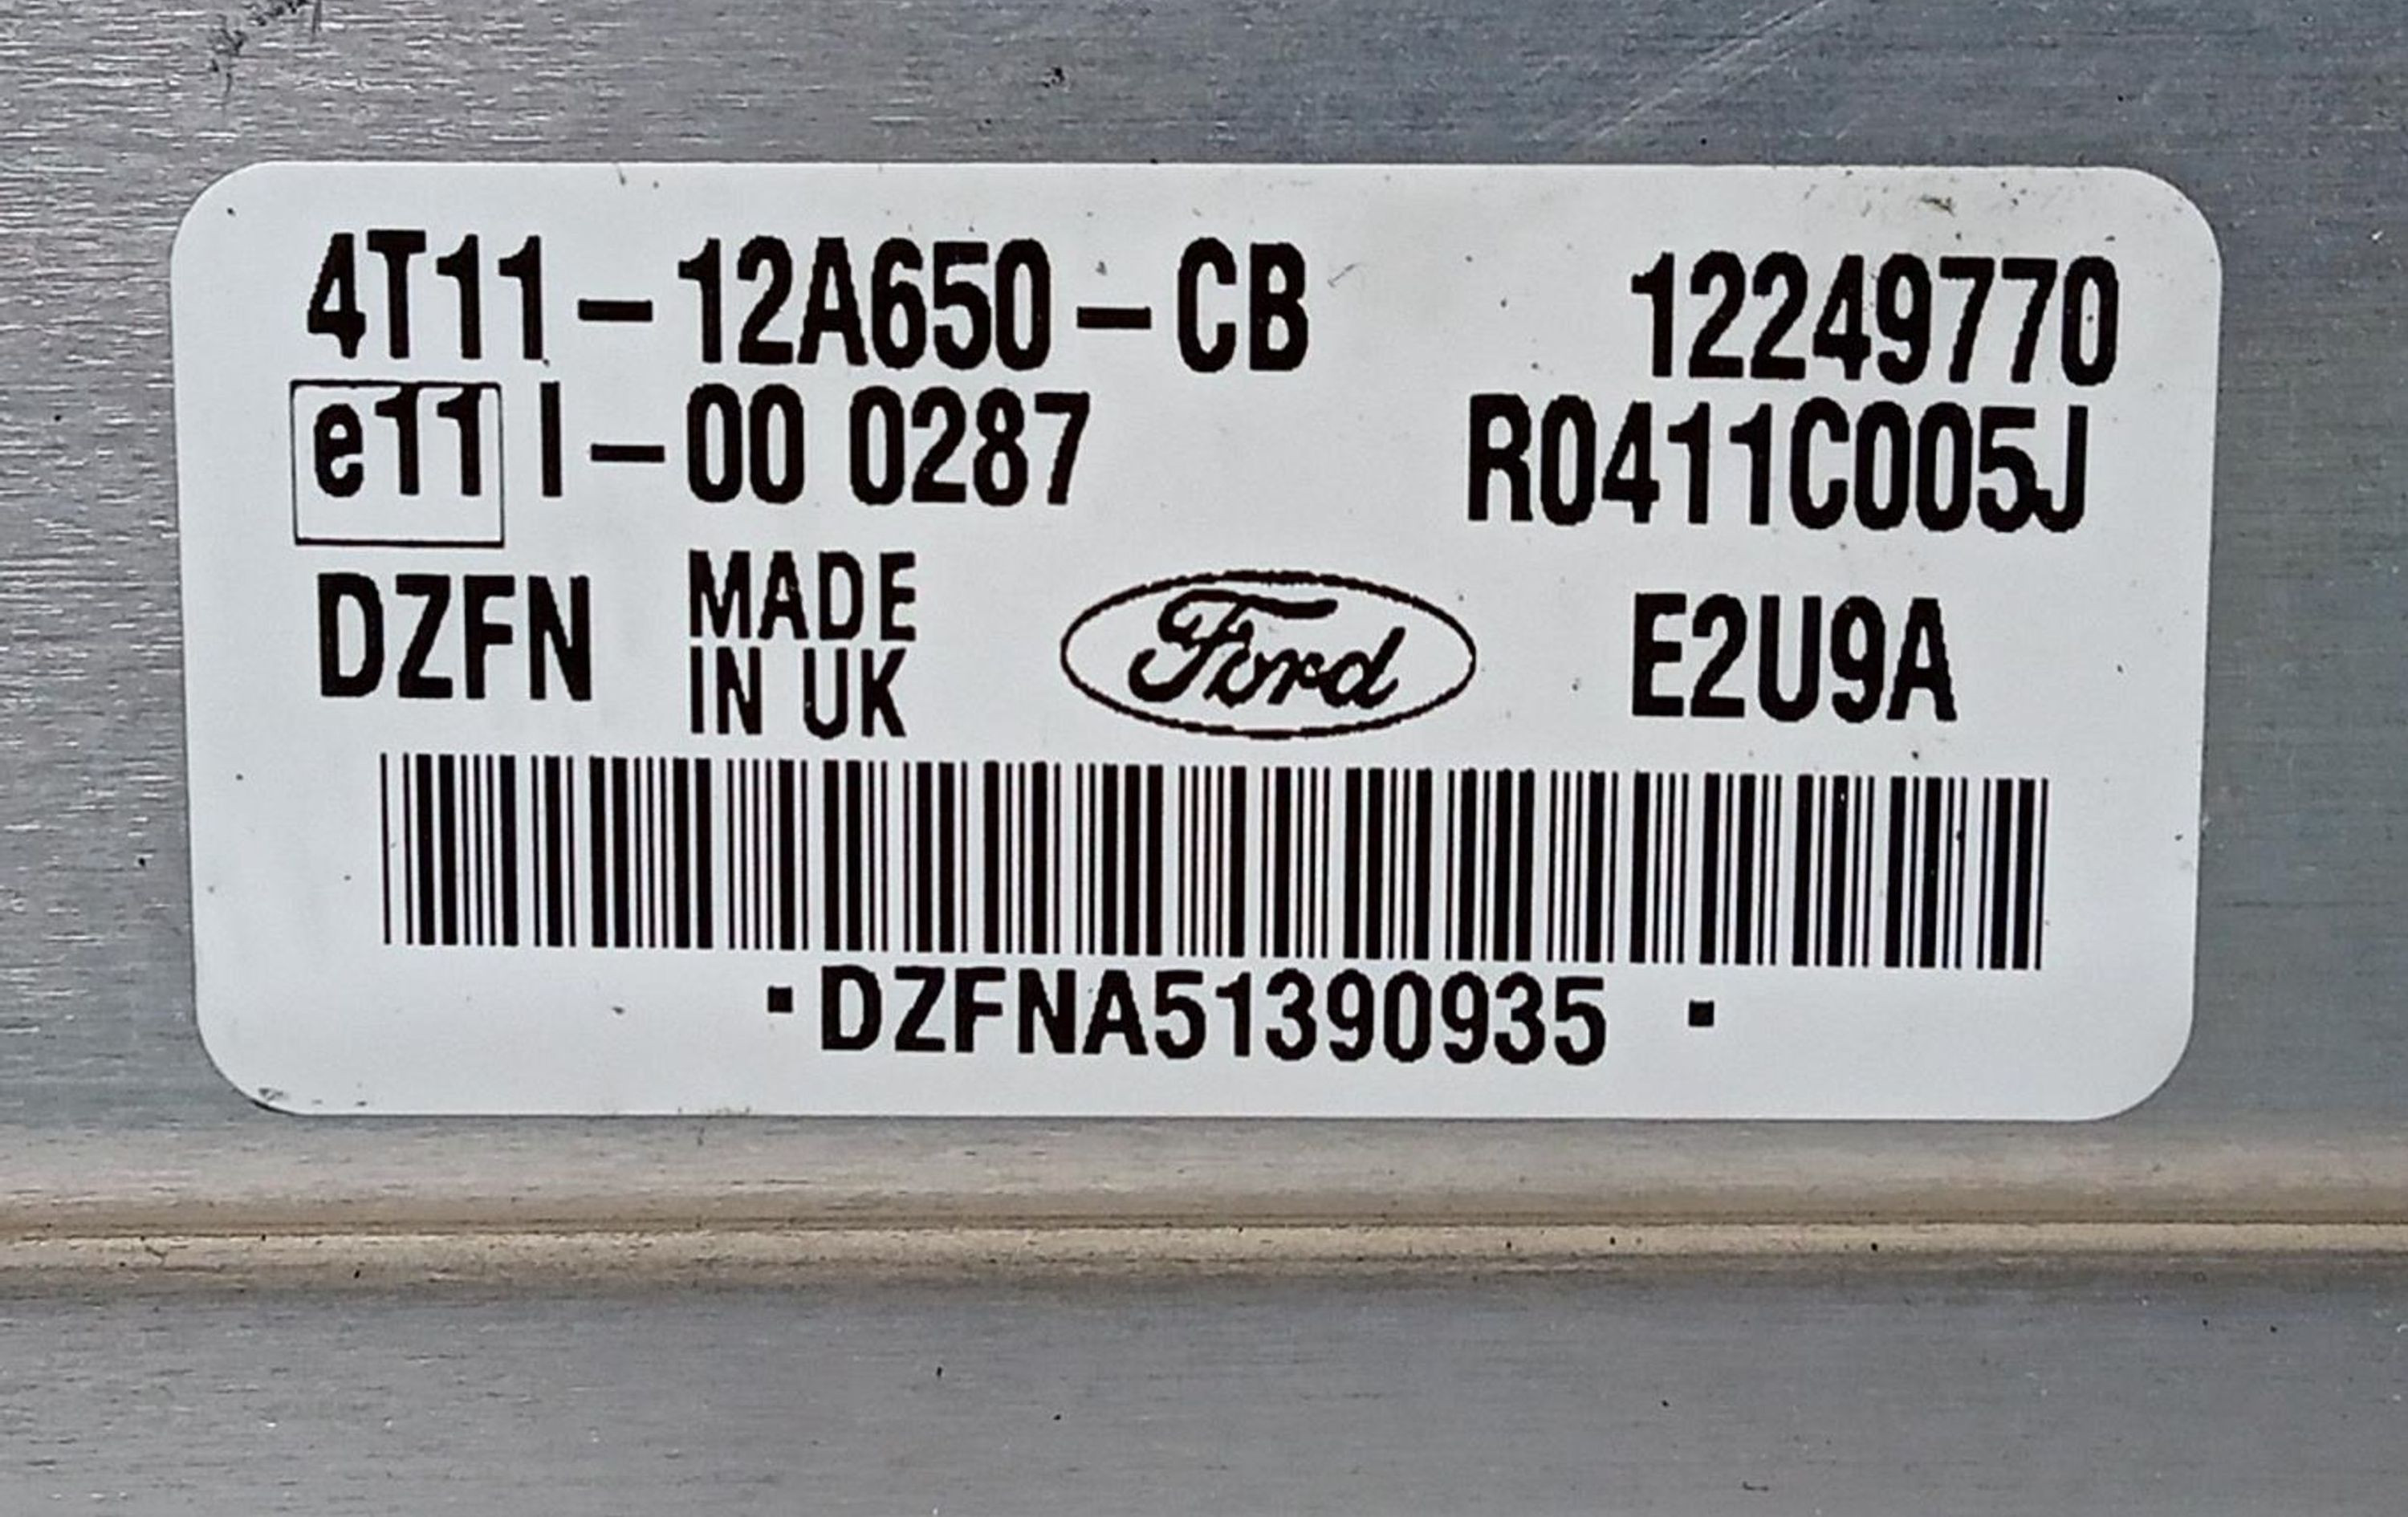 4T11-12A650-CB 12249770
e11 I-00 0287 R0411C005J
DZFN MADE IN UK Ford E2U9A
·DZFNA51390935 ·